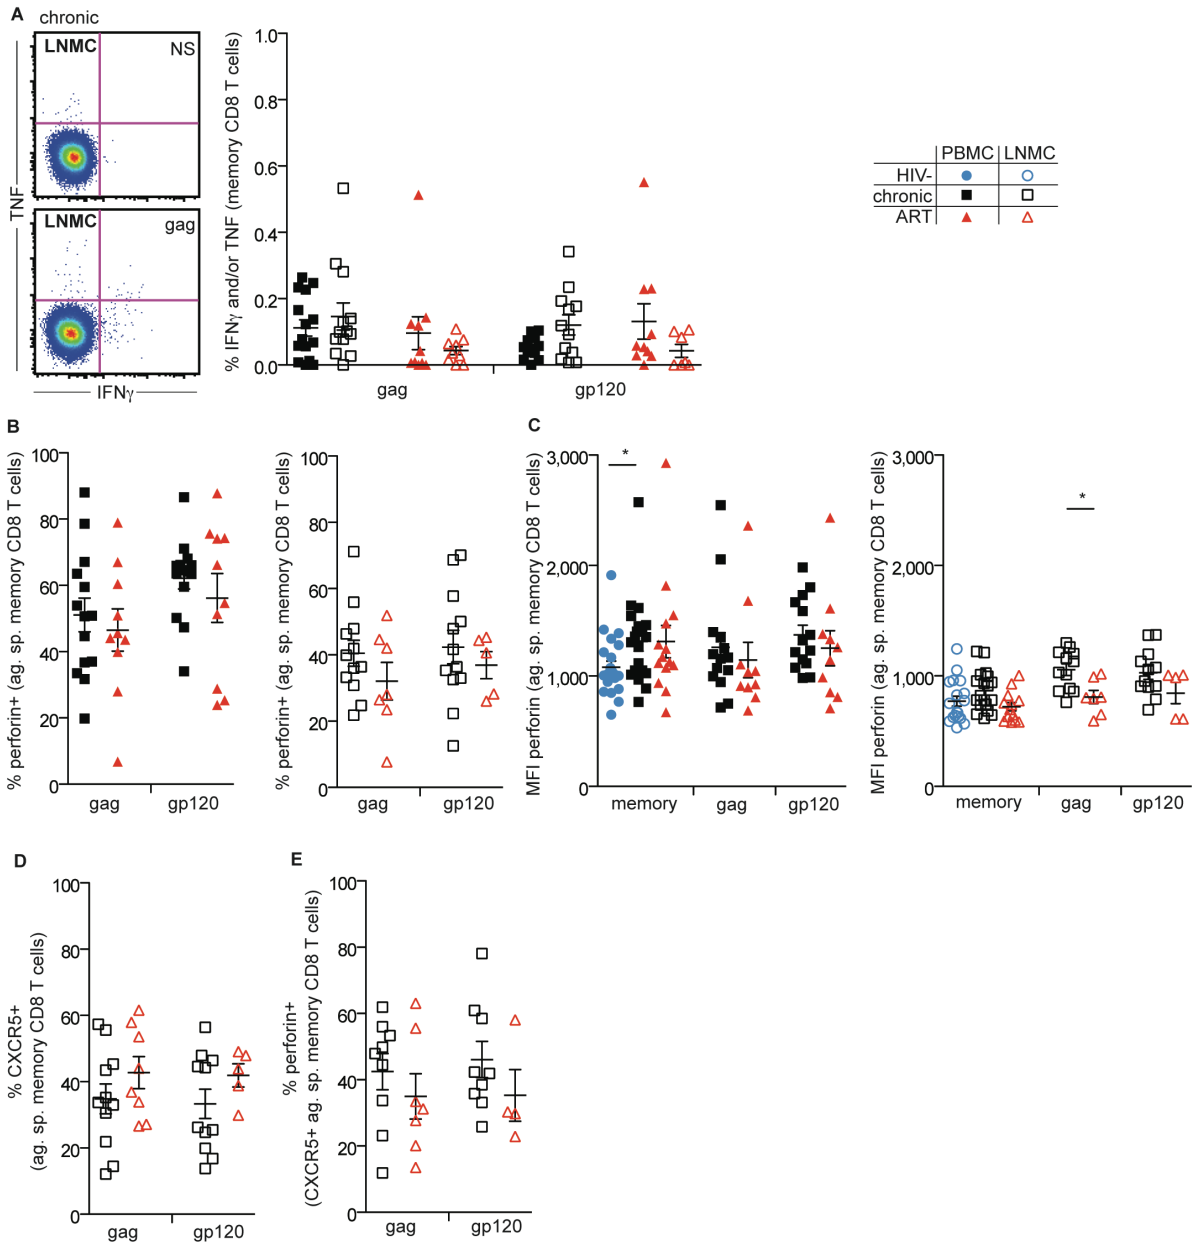 A
chronic
LNMC
NS
LNMC
gag
TNF
IFNγ
% IFNγ and/or TNF (memory CD8 T cells)
1.0
0.8
0.6
0.4
0.2
0.0
gag
gp120
PBMC
LNMC
HIV-
chronic
ART
B
% perforin+ (ag. sp. memory CD8 T cells)
100
80
60
40
20
0
gag
gp120
% perforin+ (ag. sp. memory CD8 T cells)
100
80
60
40
20
0
gag
gp120
C
MFI perforin (ag. sp. memory CD8 T cells)
3,000
2,000
1,000
0
*
memory
gag
gp120
MFI perforin (ag. sp. memory CD8 T cells)
3,000
2,000
1,000
0
*
memory
gag
gp120
D
% CXCR5+
(ag. sp. memory CD8 T cells)
100
80
60
40
20
0
gag
gp120
E
% perforin+
(CXCR5+ ag. sp. memory CD8 T cells)
100
80
60
40
20
0
gag
gp120